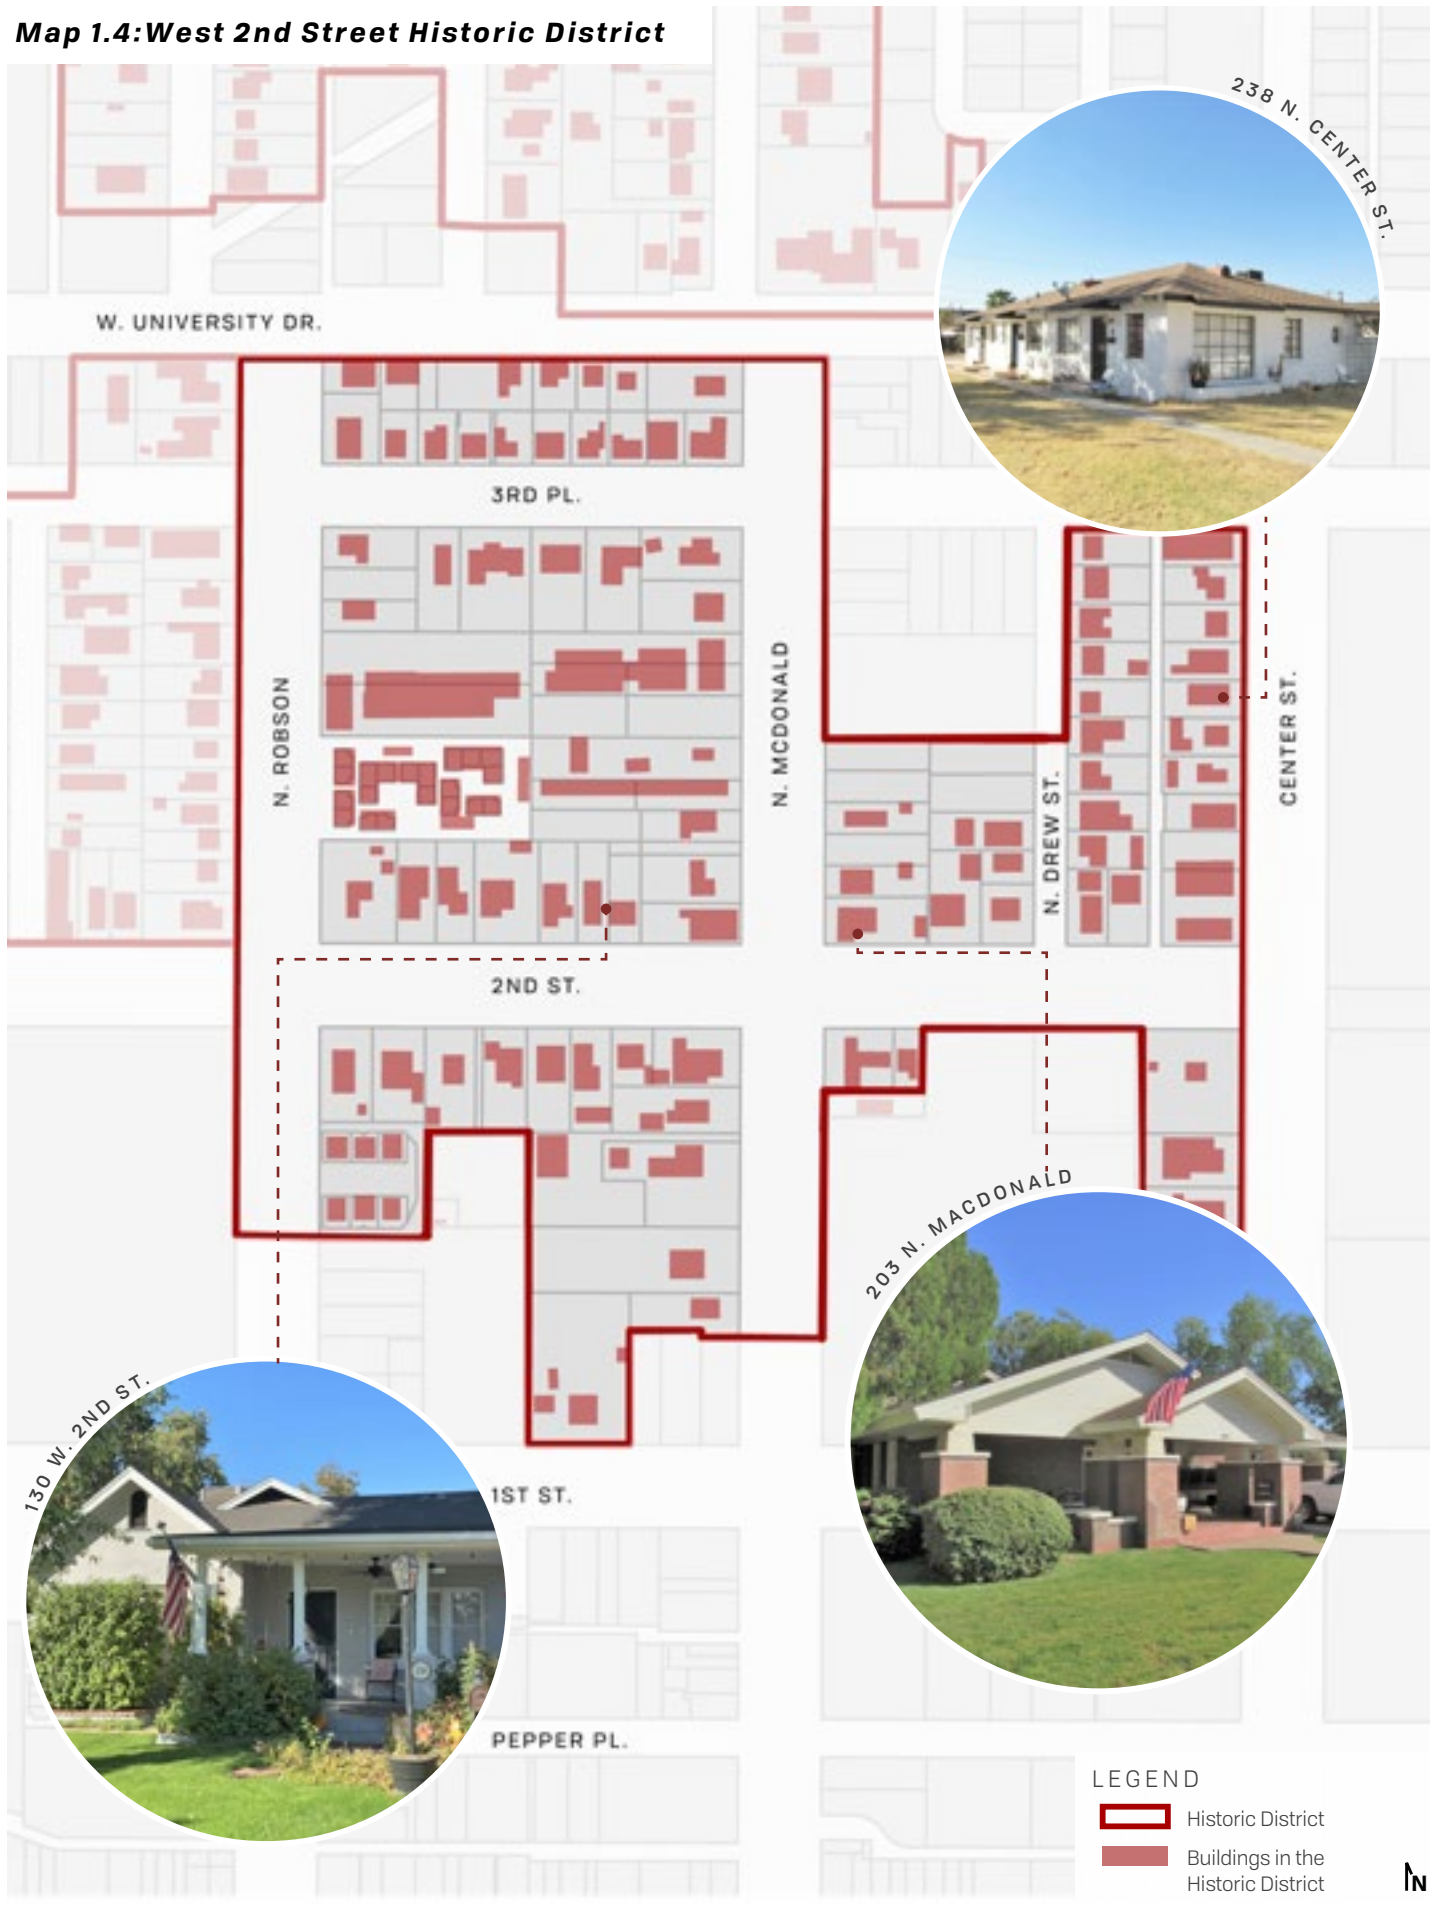 Map 1.4:West 2nd Street Historic District
238 N. CENTER ST.
W. UNIVERSITY DR.
3RD PL.
N. ROBSON
N. MCDONALD
N. DREW ST.
CENTER ST.
2ND ST.
203 N. MACDONALD
130 W. 2ND ST.
1ST ST.
PEPPER PL.
LEGEND
Historic District
Buildings in the
Historic District
N